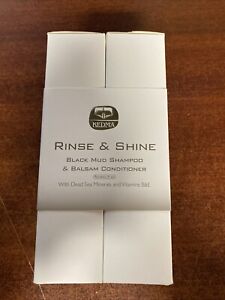 KEDMA
RINSE & SHINE
BLACK MUD SHAMPOO
& BALSAM CONDITIONER
With Dead Sea Minerals and Vitamins B&E